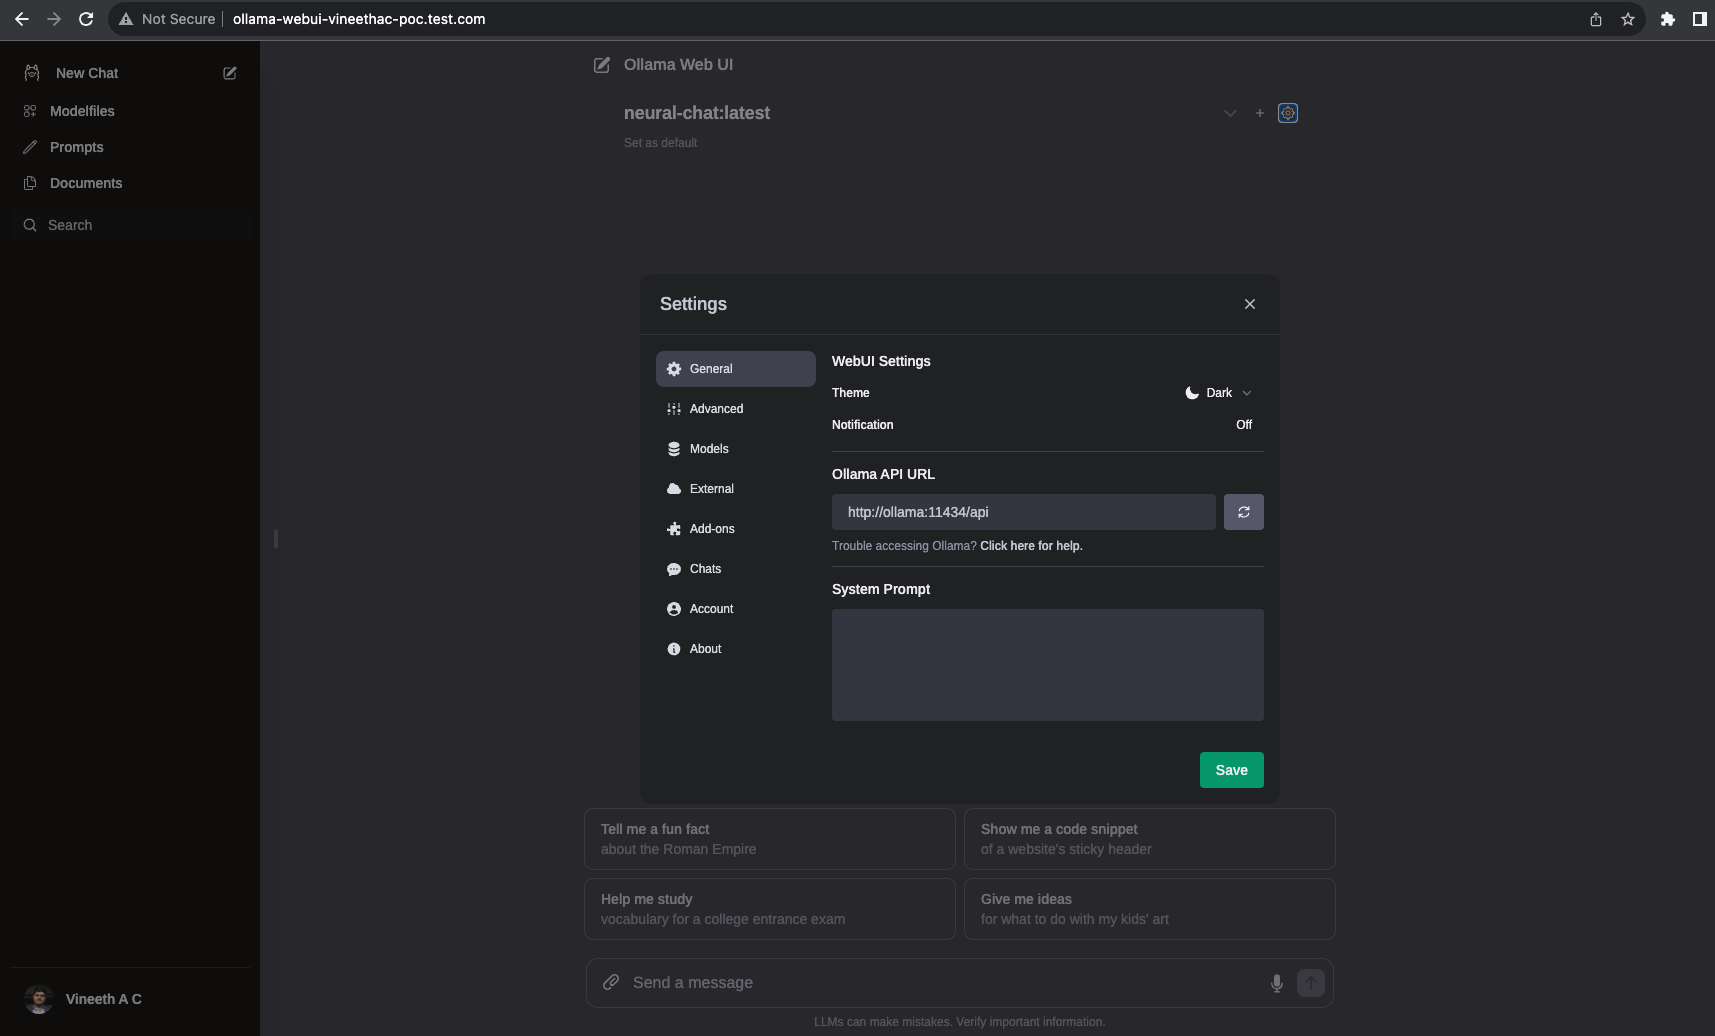 Not Secure ollama-webui-vineethac-poc.test.com
New Chat
Modelfiles
Prompts
Documents
Search
Vineeth A C
Ollama Web UI
neural-chat:latest
Set as default
Settings
General
Advanced
Models
External
Add-ons
Chats
Account
About
WebUI Settings
Theme Dark
Notification Off
Ollama API URL
http://ollama:11434/api
Trouble accessing Ollama? Click here for help.
System Prompt
Save
Tell me a fun fact
about the Roman Empire
Show me a code snippet
of a website's sticky header
Help me study
vocabulary for a college entrance exam
Give me ideas
for what to do with my kids' art
Send a message
LLMs can make mistakes. Verify important information.